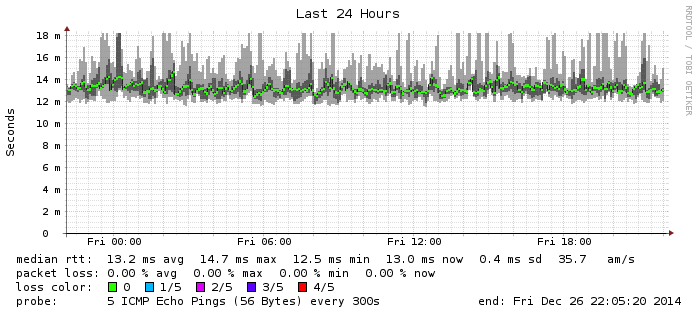 Last 24 Hours
RRDTOOL / TOBI OETIKER
Seconds
18 m
16 m
14 m
12 m
10 m
8 m
6 m
4 m
2 m
0
Fri 00:00 Fri 06:00 Fri 12:00 Fri 18:00
median rtt: 13.2 ms avg 14.7 ms max 12.5 ms min 13.0 ms now 0.4 ms sd 35.7 am/s
packet loss: 0.00 % avg 0.00 % max 0.00 % min 0.00 % now
loss color: 0 1/5 2/5 3/5 4/5
probe: 5 ICMP Echo Pings (56 Bytes) every 300s end: Fri Dec 26 22:05:20 2014